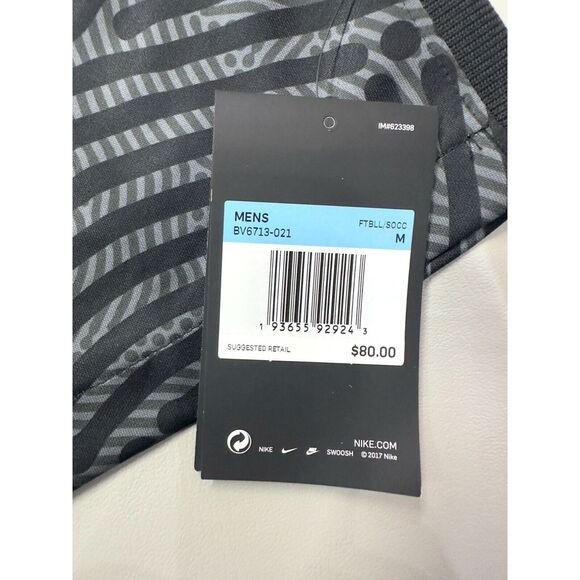 IM#623398
MENS FTBLL/SOCC
BV6713-021 M
1 93655 92924 3
SUGGESTED RETAIL $80.00
NIKE.COM
NIKE SWOOSH © 2017 Nike